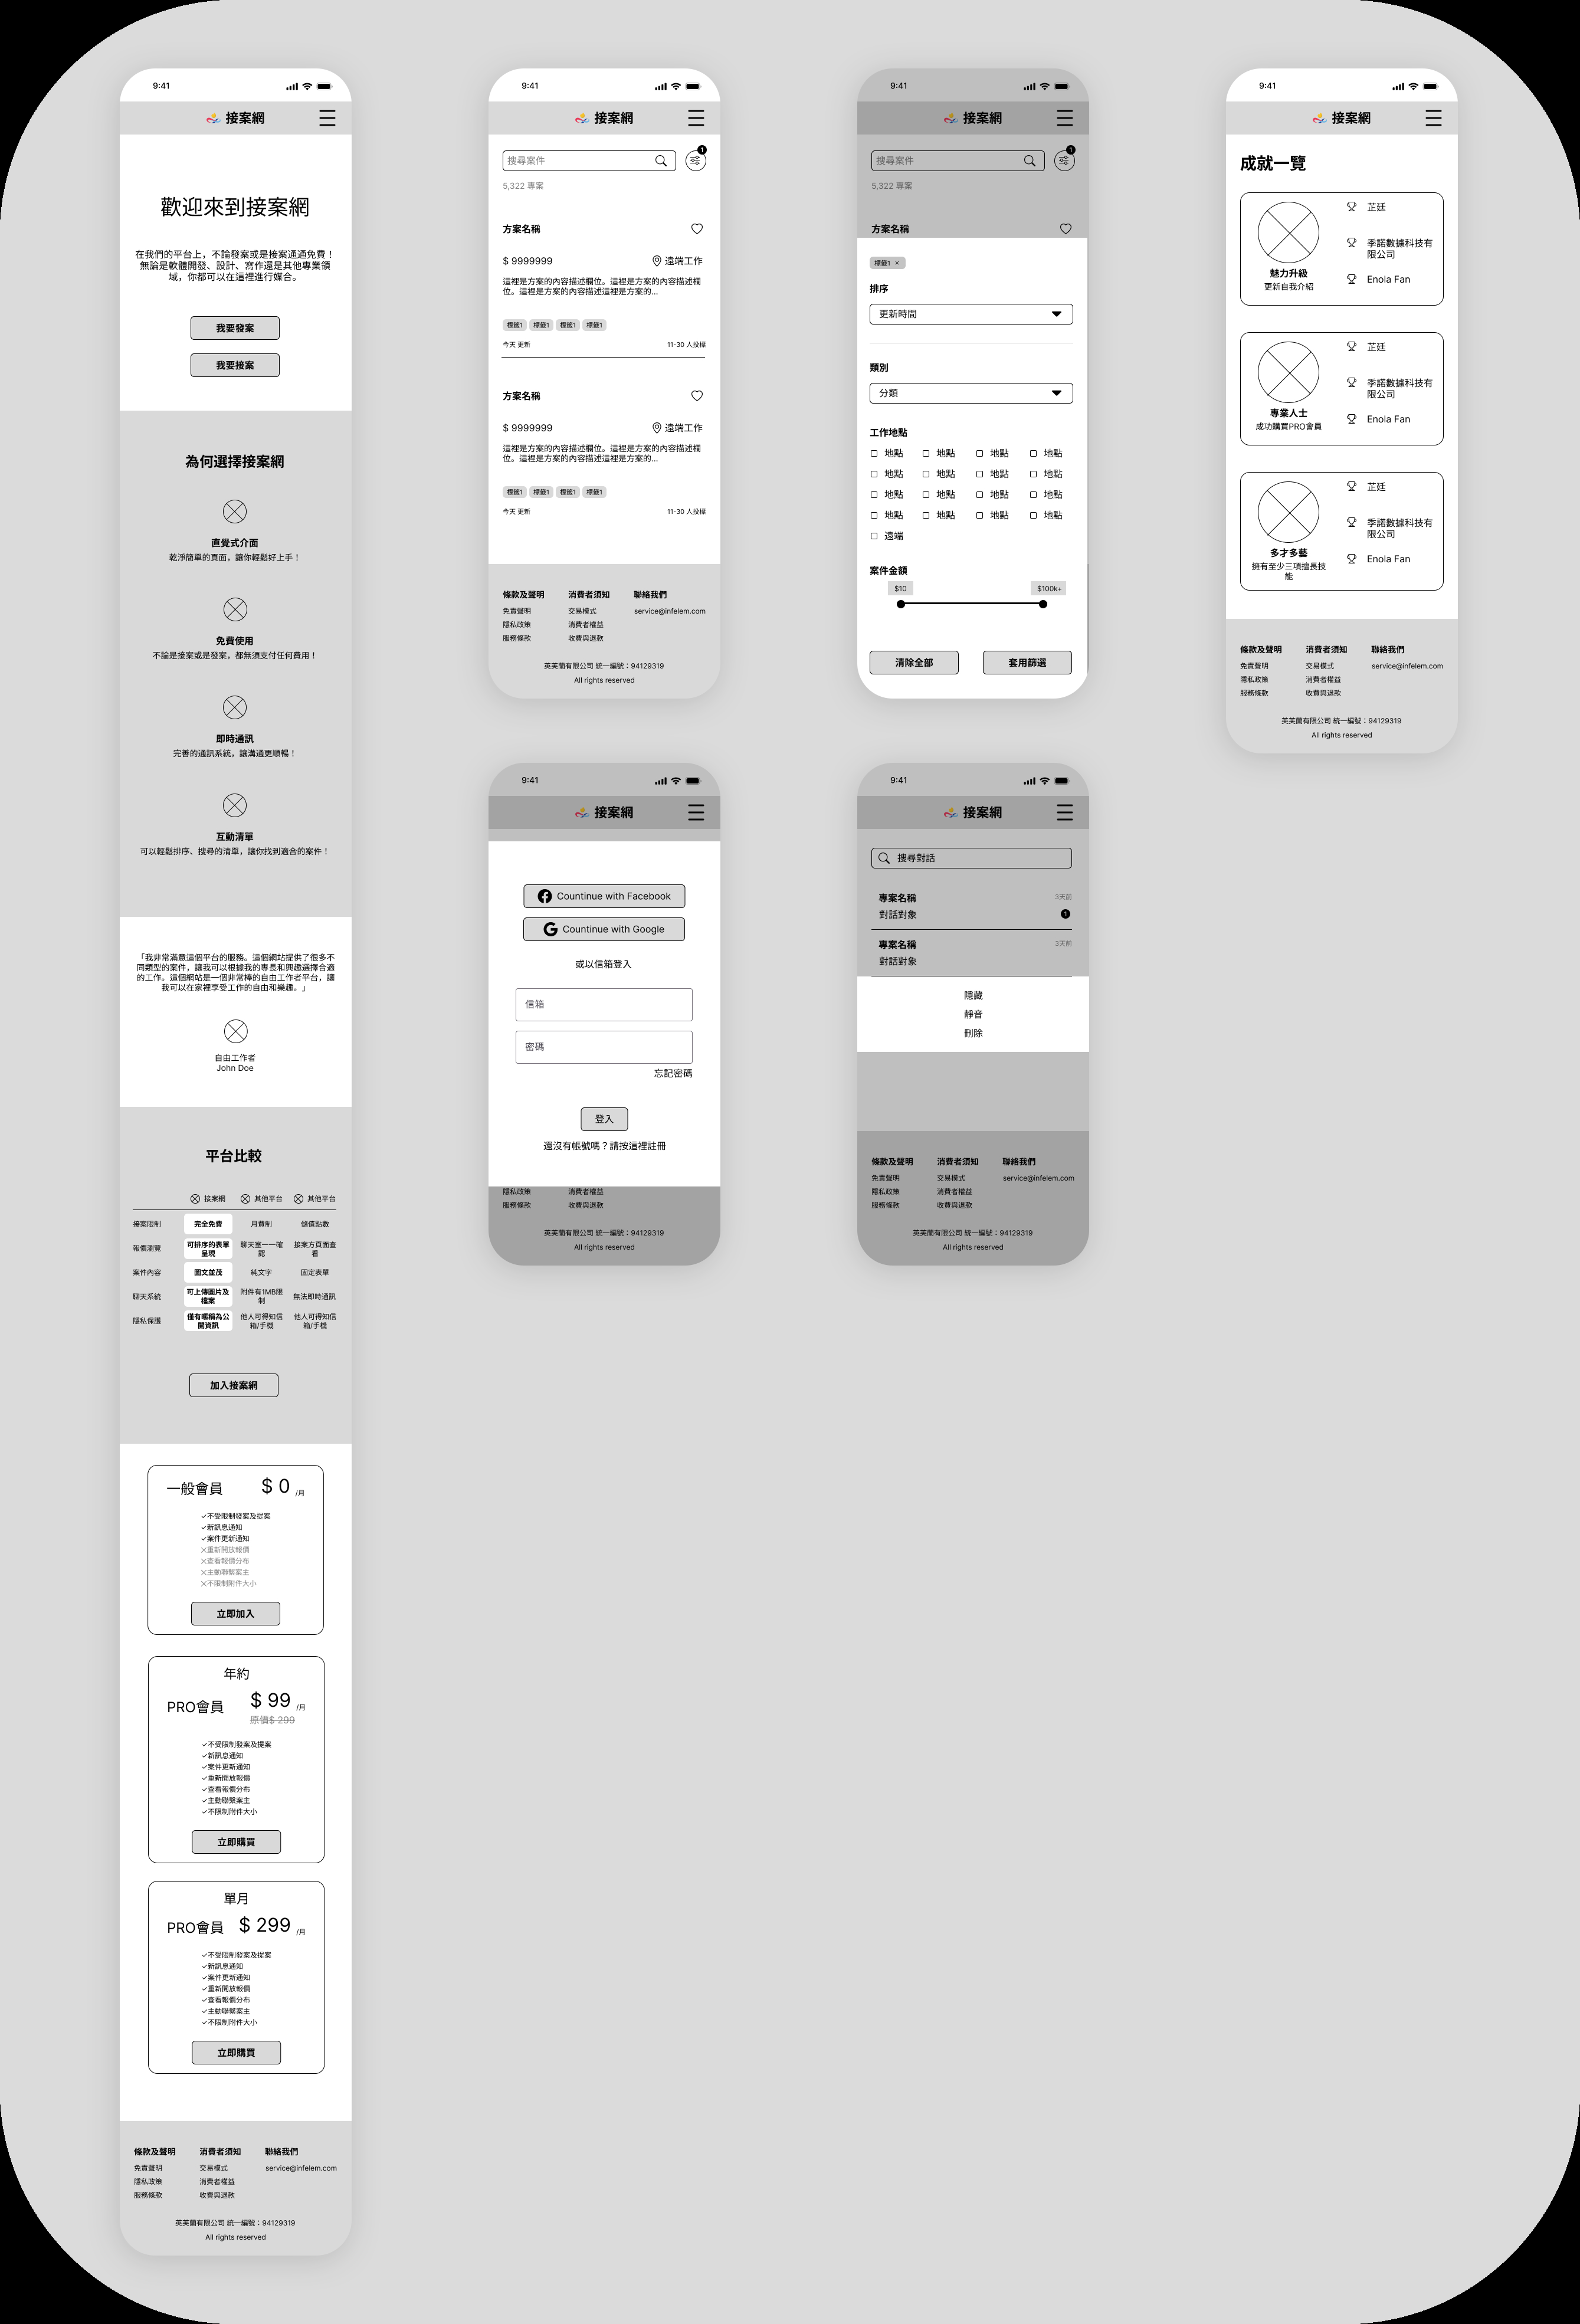 9:41
接案網
歡迎來到接案網
在我們的平台上，不論發案或是接案通通免費！
無論是軟體開發、設計、寫作還是其他專業領
域，你都可以在這裡進行媒合。
我要發案
我要接案
為何選擇接案網
直覺式介面
乾淨簡單的頁面，讓你輕鬆好上手！
免費使用
不論是接案或是發案，都無須支付任何費用！
即時通訊
完善的通訊系統，讓溝通更順暢！
互動清單
可以輕鬆排序、搜尋的清單，讓你找到適合的案件！
「我非常滿意這個平台的服務。這個網站提供了很多不
同類型的案件，讓我可以根據我的專長和興趣選擇合適
的工作。這個網站是一個非常棒的自由工作者平台，讓
我可以在家裡享受工作的自由和樂趣。」
自由工作者
John Doe
平台比較
接案網 其他平台 其他平台
接案限制 完全免費 月費制 儲值點數
報價瀏覽 可排序的表單呈現 聊天室一一確認 接案方頁面查看
案件內容 圖文並茂 純文字 固定表單
聊天系統 可上傳圖片及檔案 附件有1MB限制 無法即時通訊
隱私保護 僅有暱稱為公開資訊 他人可得知信箱/手機 他人可得知信箱/手機
加入接案網
一般會員 $ 0 /月
不受限制發案及提案
新訊息通知
案件更新通知
重新開放報價
查看報價分布
主動聯繫案主
不限制附件大小
立即加入
年約
PRO會員 $ 99 /月
原價$ 299
不受限制發案及提案
新訊息通知
案件更新通知
重新開放報價
查看報價分布
主動聯繫案主
不限制附件大小
立即購買
單月
PRO會員 $ 299 /月
不受限制發案及提案
新訊息通知
案件更新通知
重新開放報價
查看報價分布
主動聯繫案主
不限制附件大小
立即購買
條款及聲明 消費者須知 聯絡我們
免責聲明 交易模式 service@infelem.com
隱私政策 消費者權益
服務條款 收費與退款
英芙蘭有限公司 統一編號：94129319
All rights reserved
9:41
接案網
搜尋案件
1
5,322 專案
方案名稱
$ 9999999 遠端工作
這裡是方案的內容描述欄位。這裡是方案的內容描述欄
位。這裡是方案的內容描述這裡是方案的...
標籤1 標籤1 標籤1 標籤1
今天 更新 11-30 人投標
方案名稱
$ 9999999 遠端工作
這裡是方案的內容描述欄位。這裡是方案的內容描述欄
位。這裡是方案的內容描述這裡是方案的...
標籤1 標籤1 標籤1 標籤1
今天 更新 11-30 人投標
條款及聲明 消費者須知 聯絡我們
免責聲明 交易模式 service@infelem.com
隱私政策 消費者權益
服務條款 收費與退款
英芙蘭有限公司 統一編號：94129319
All rights reserved
9:41
接案網
搜尋案件
1
5,322 專案
方案名稱
標籤1 ×
排序
更新時間
類別
分類
工作地點
地點 地點 地點 地點
地點 地點 地點 地點
地點 地點 地點 地點
地點 地點 地點 地點
遠端
案件金額
$10 $100k+
清除全部 套用篩選
9:41
接案網
成就一覽
魅力升級
更新自我介紹
芷廷
季諾數據科技有
限公司
Enola Fan
專業人士
成功購買PRO會員
芷廷
季諾數據科技有
限公司
Enola Fan
多才多藝
擁有至少三項擅長技
能
芷廷
季諾數據科技有
限公司
Enola Fan
條款及聲明 消費者須知 聯絡我們
免責聲明 交易模式 service@infelem.com
隱私政策 消費者權益
服務條款 收費與退款
英芙蘭有限公司 統一編號：94129319
All rights reserved
9:41
接案網
Countinue with Facebook
Countinue with Google
或以信箱登入
信箱
密碼
忘記密碼
登入
還沒有帳號嗎？請按這裡註冊
隱私政策 消費者權益
服務條款 收費與退款
英芙蘭有限公司 統一編號：94129319
All rights reserved
9:41
接案網
搜尋對話
專案名稱 3天前
對話對象 1
專案名稱 3天前
對話對象
隱藏
靜音
刪除
條款及聲明 消費者須知 聯絡我們
免責聲明 交易模式 service@infelem.com
隱私政策 消費者權益
服務條款 收費與退款
英芙蘭有限公司 統一編號：94129319
All rights reserved